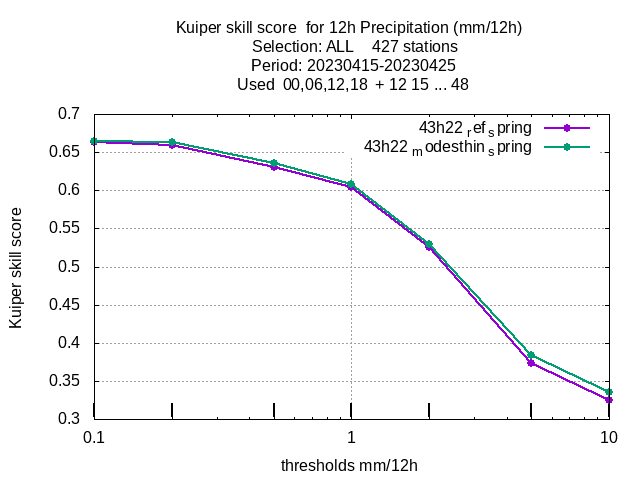 Kuiper skill score  for 12h Precipitation (mm/12h)
Selection: ALL    427 stations
Period: 20230415-20230425
Used  00,06,12,18  + 12 15 ... 48
43h22 ref spring
43h22 modesthin spring
0.7
0.65
0.6
0.55
0.5
0.45
0.4
0.35
0.3
Kuiper skill score
0.1 1 10
thresholds mm/12h